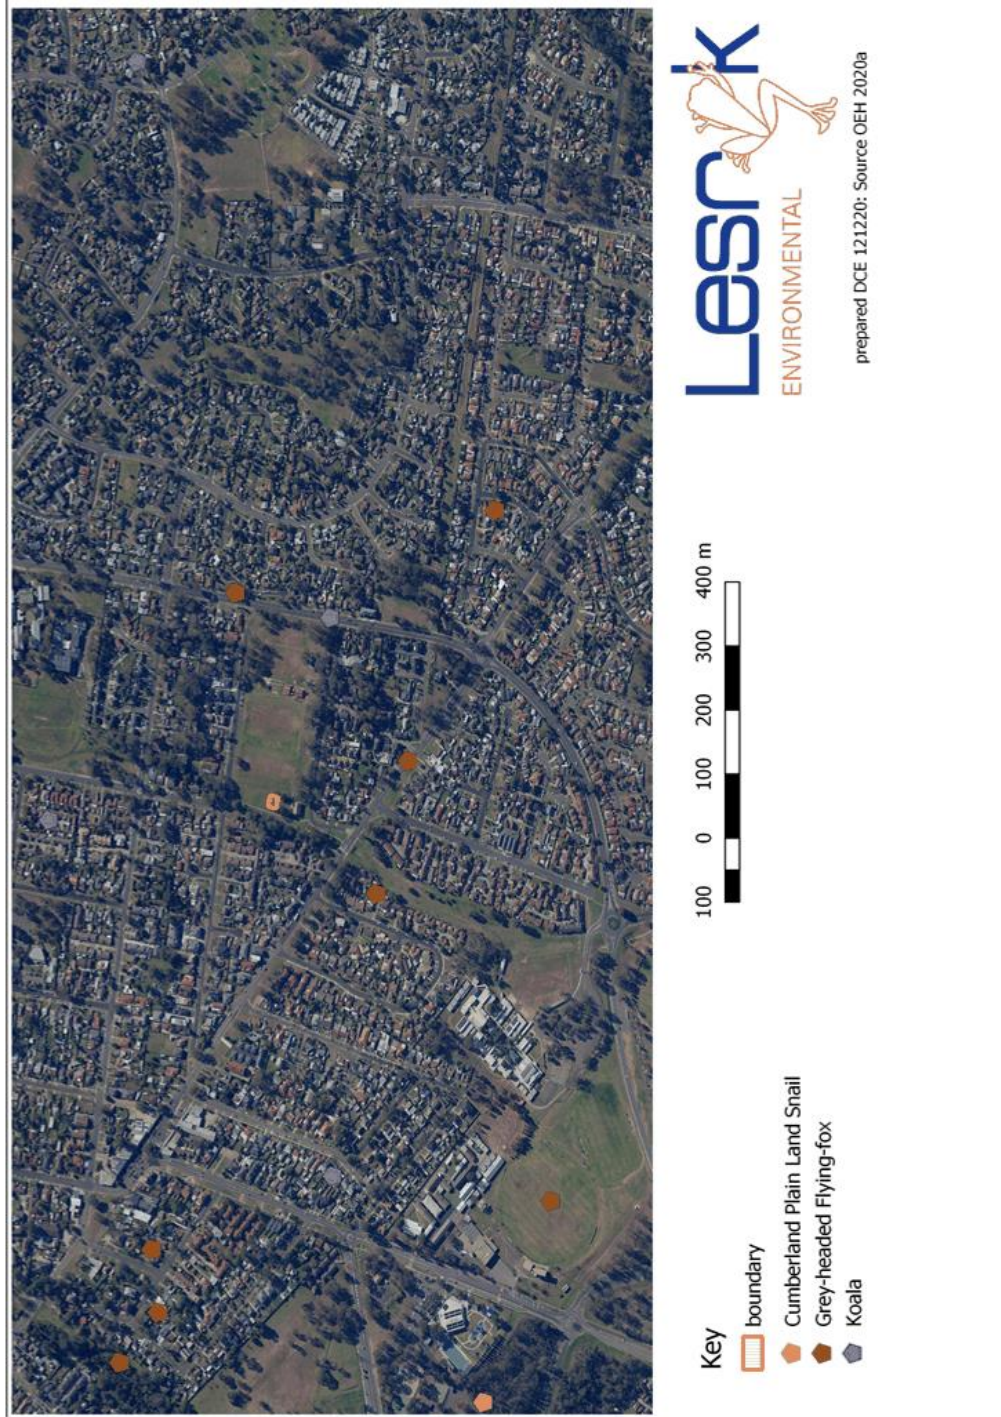 Key
boundary
Cumberland Plain Land Snail
Grey-headed Flying-fox
Koala
100 0 100 200 300 400 m
Lesryk
ENVIRONMENTAL
prepared DCE 121220: Source OEH 2020a